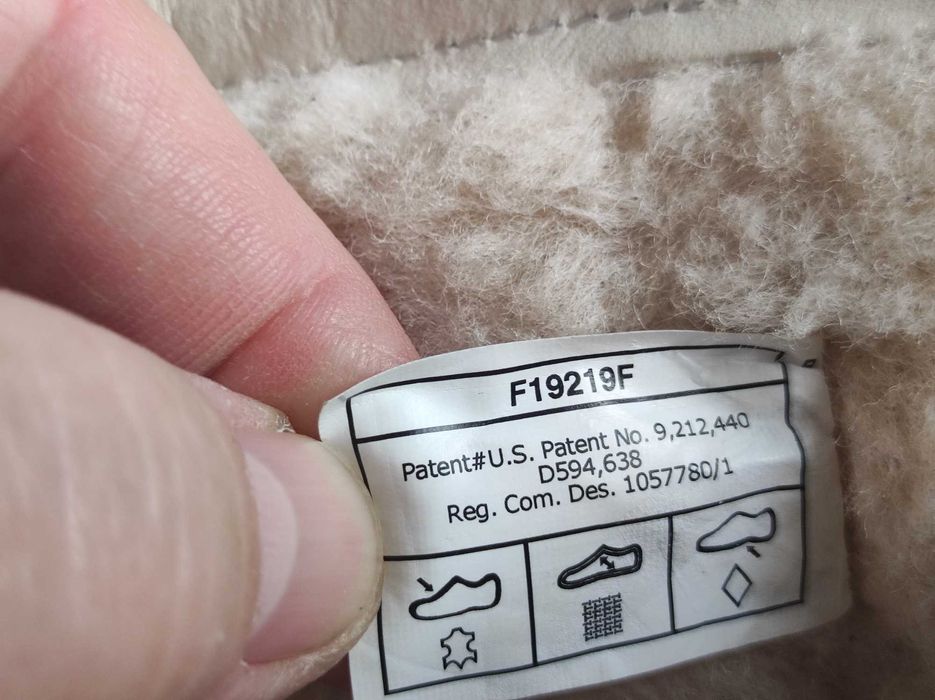 F19219F
Patent#U.S. Patent No. 9,212,440
D594,638
Reg. Com. Des. 1057780/1